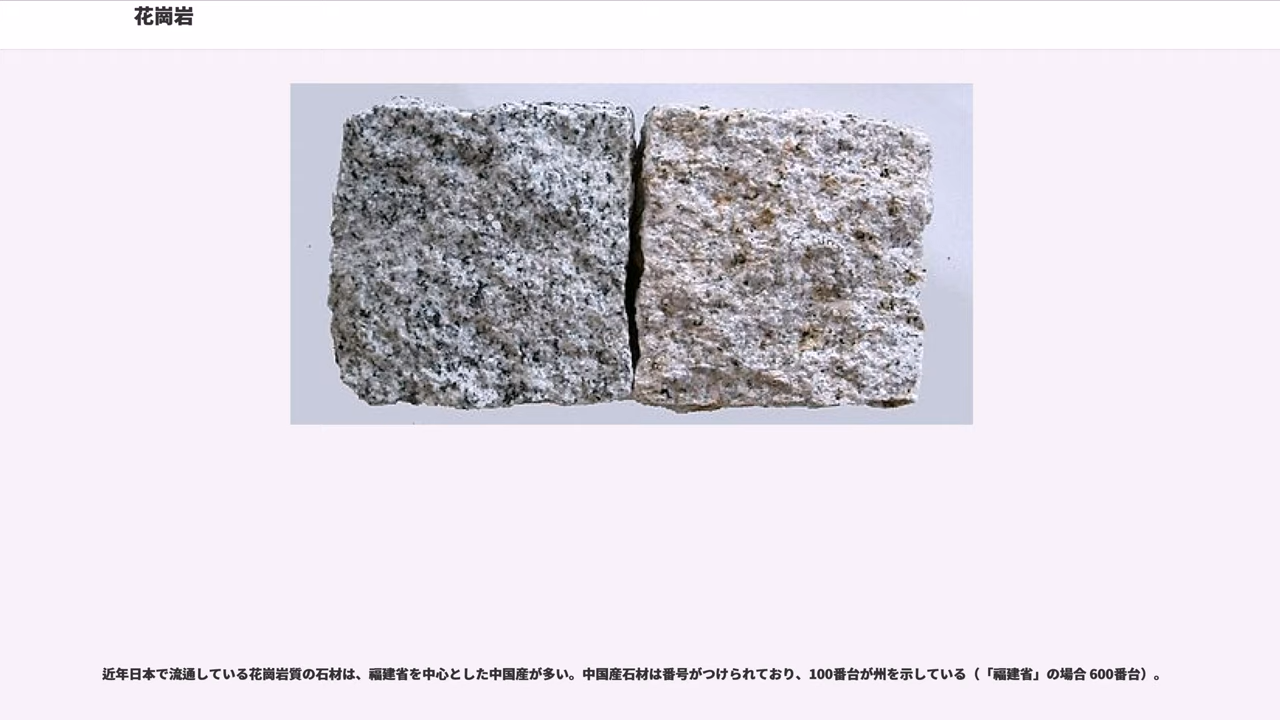 花崗岩
近年日本で流通している花崗岩質の石材は、福建省を中心とした中国産が多い。中国産石材は番号がつけられており、100番台が州を示している（「福建省」の場合 600番台）。